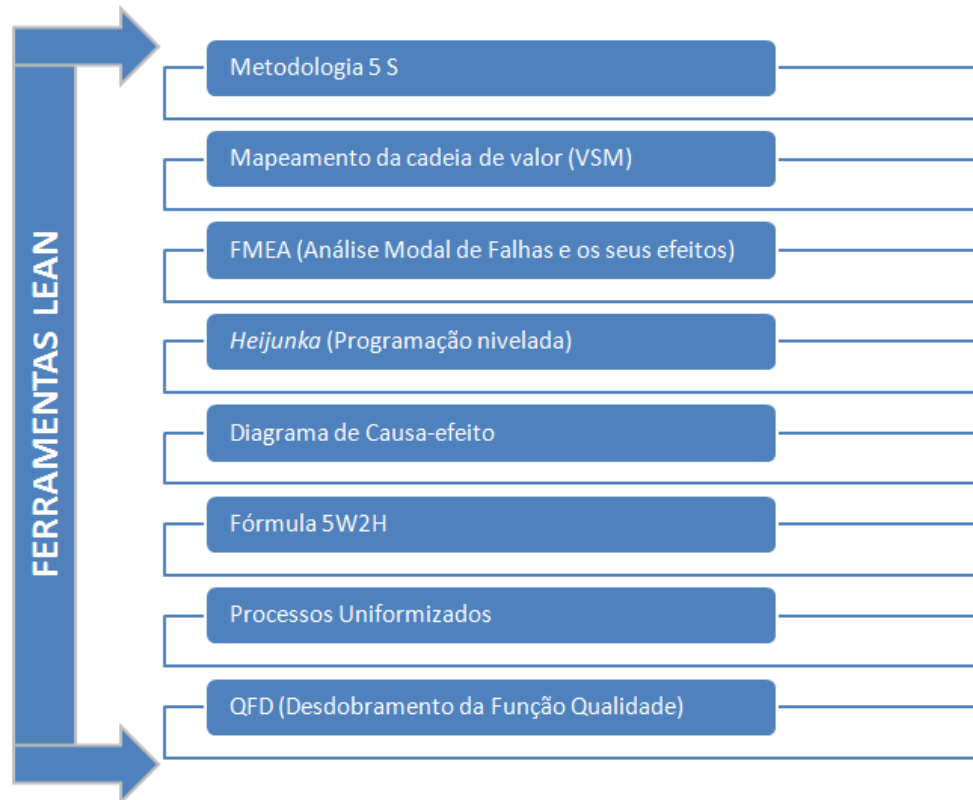 FERRAMENTAS LEAN
Metodologia 5 S
Mapeamento da cadeia de valor (VSM)
FMEA (Análise Modal de Falhas e os seus efeitos)
Heijunka (Programação nivelada)
Diagrama de Causa-efeito
Fórmula 5W2H
Processos Uniformizados
QFD (Desdobramento da Função Qualidade)